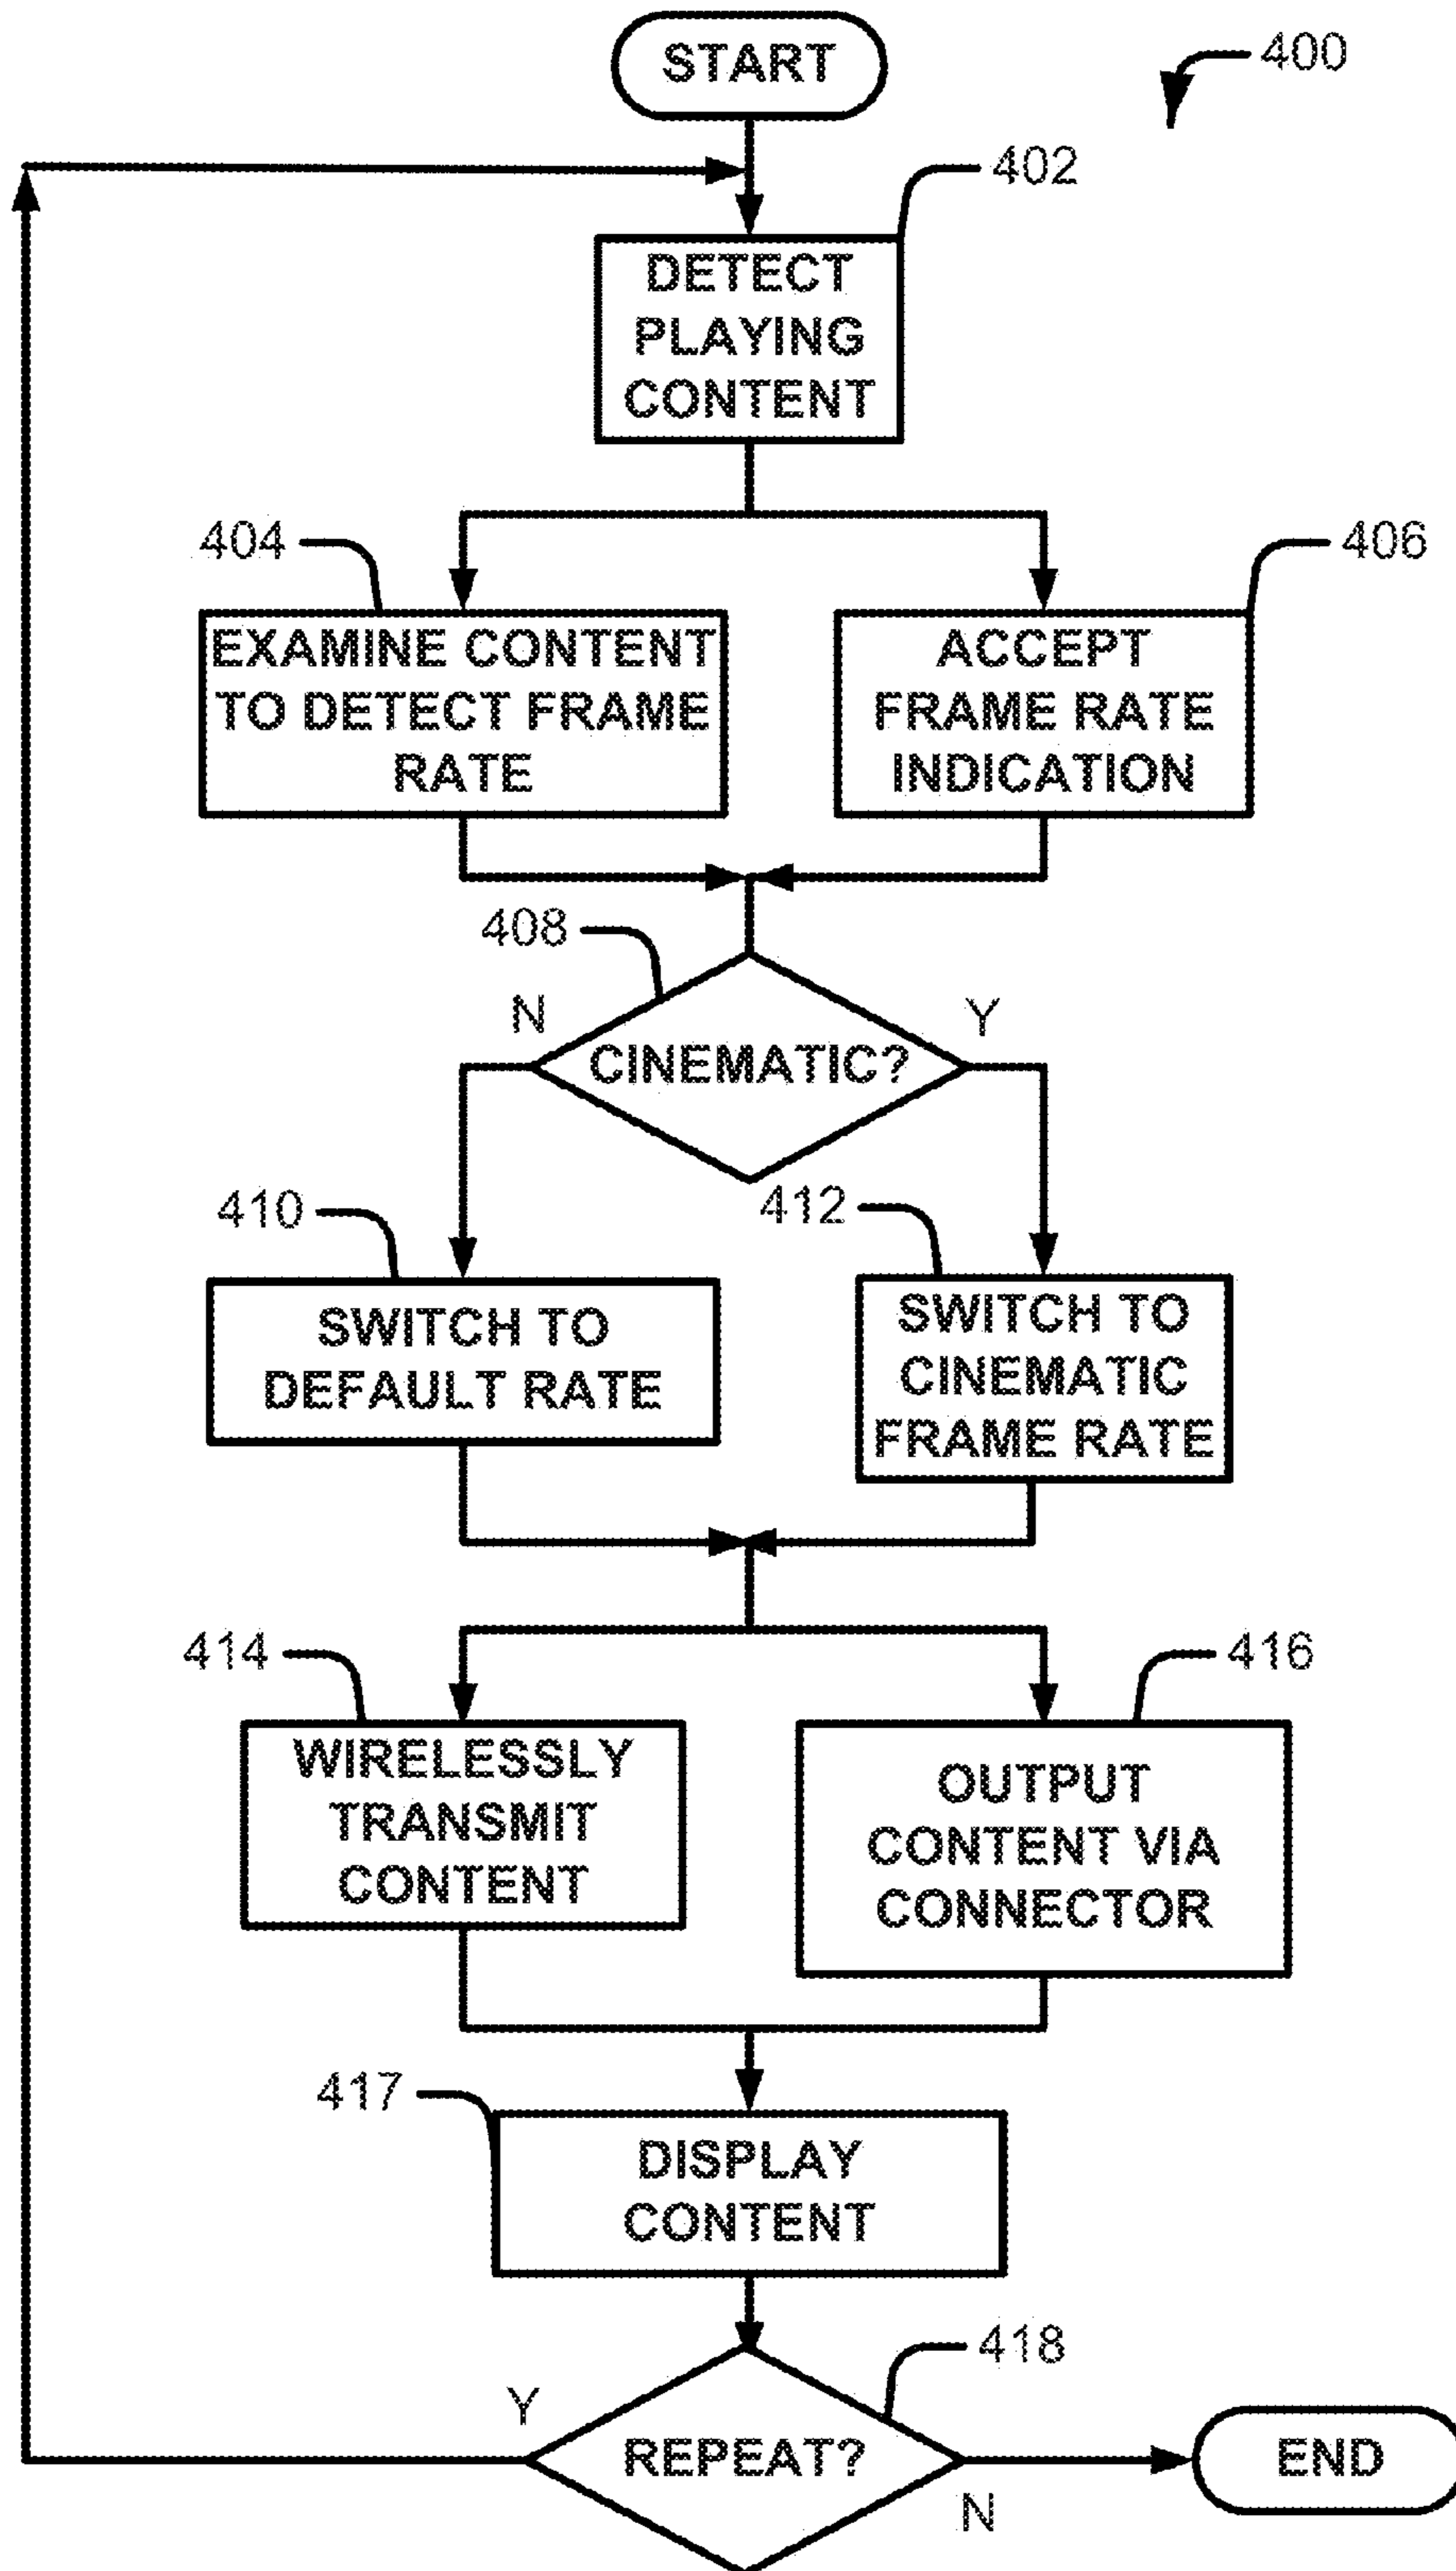 START
400
402
DETECT
PLAYING
CONTENT
404
406
EXAMINE CONTENT
TO DETECT FRAME
RATE
ACCEPT
FRAME RATE
INDICATION
408
N
Y
CINEMATIC?
410
412
SWITCH TO
DEFAULT RATE
SWITCH TO
CINEMATIC
FRAME RATE
414
416
WIRELESSLY
TRANSMIT
CONTENT
OUTPUT
CONTENT VIA
CONNECTOR
417
DISPLAY
CONTENT
418
Y
REPEAT?
N
END